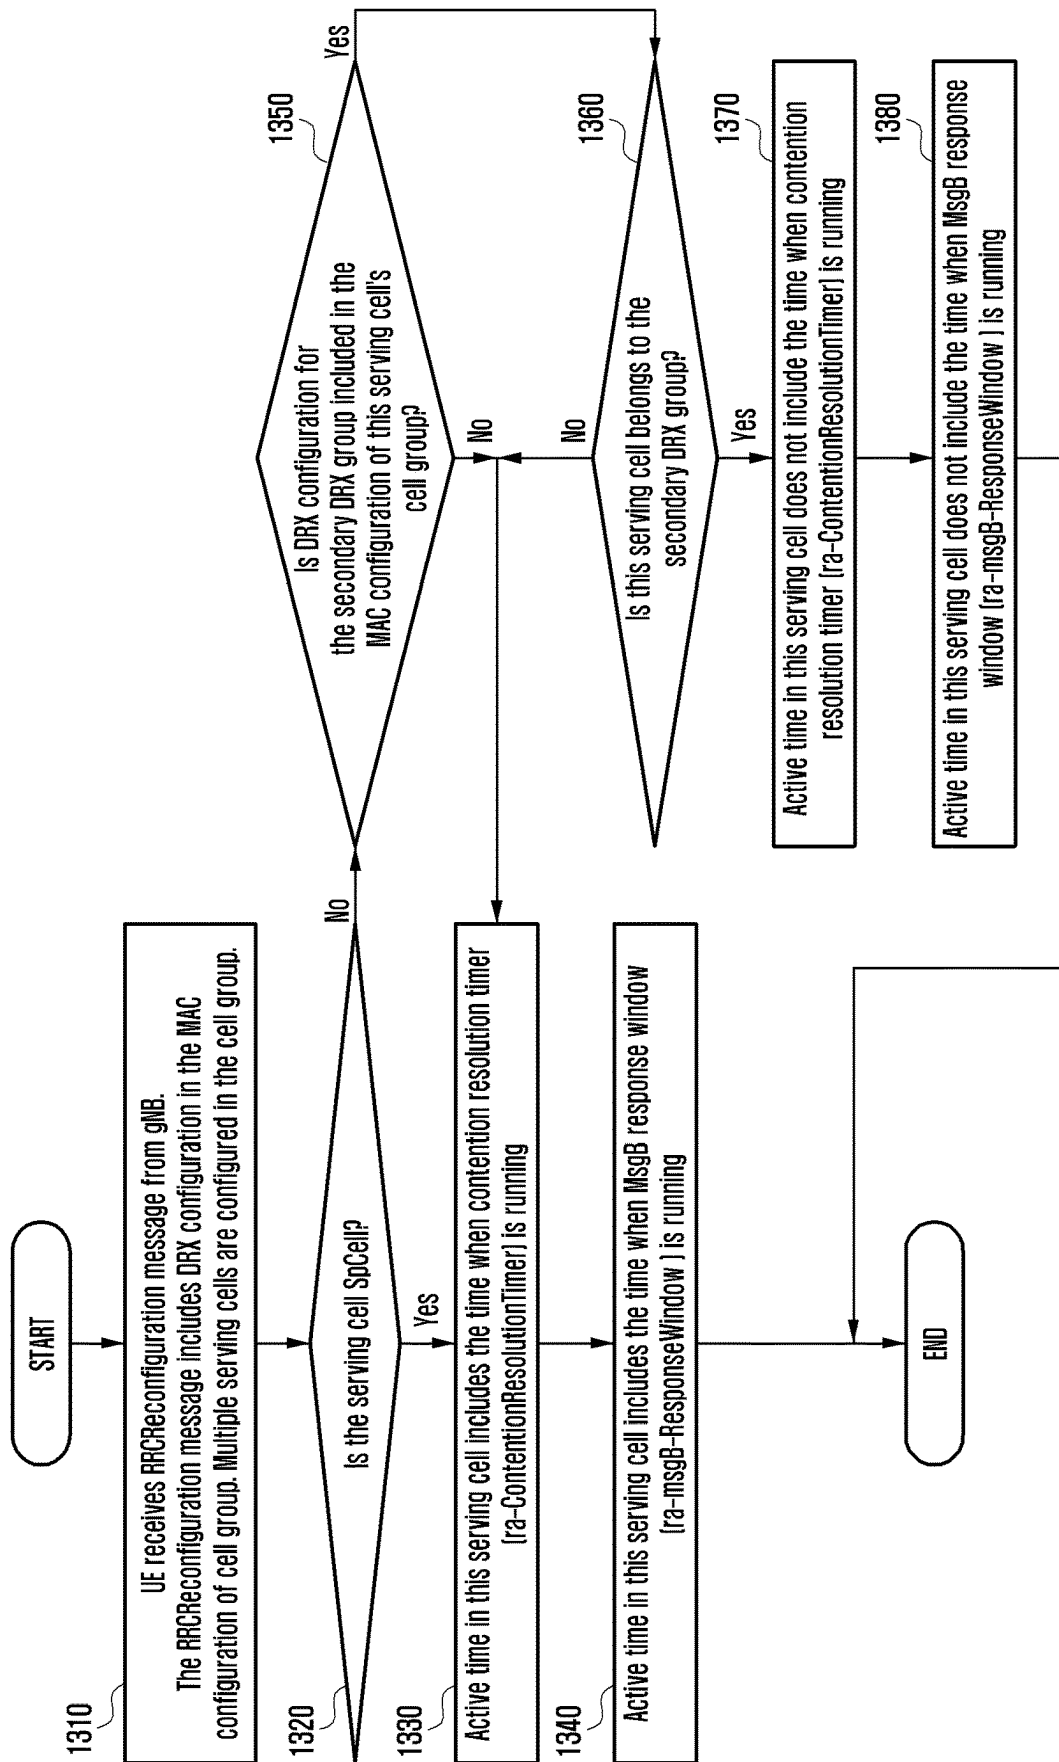 START
1310
UE receives RRCReconfiguration message from gNB.
The RRCReconfiguration message includes DRX configuration in the MAC
configuration of cell group. Multiple serving cells are configured in the cell group.
1320
Is the serving cell SpCell?
No
Yes
1330
Active time in this serving cell includes the time when contention resolution timer
(ra-ContentionResolutionTimer) is running
1340
Active time in this serving cell includes the time when MsgB response window
(ra-msgB-ResponseWindow ) is running
END
1350
Is DRX configuration for
the secondary DRX group included in the
MAC configuration of this serving cell's
cell group?
Yes
No
1360
Is this serving cell belongs to the
secondary DRX group?
No
Yes
1370
Active time in this serving cell does not include the time when contention
resolution timer (ra-ContentionResolutionTimer) is running
1380
Active time in this serving cell does not include the time when MsgB response
window (ra-msgB-ResponseWindow ) is running